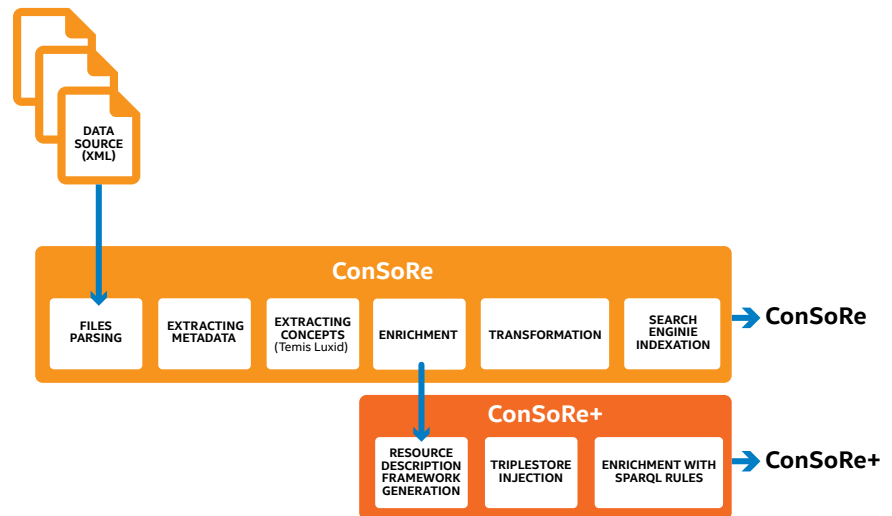 DATA
SOURCE
(XML)
ConSoRe
FILES
PARSING
EXTRACTING
METADATA
EXTRACTING
CONCEPTS
(Temis Luxid)
ENRICHMENT
TRANSFORMATION
SEARCH
ENGINIE
INDEXATION
ConSoRe
ConSoRe+
RESOURCE
DESCRIPTION
FRAMEWORK
GENERATION
TRIPLESTORE
INJECTION
ENRICHMENT WITH
SPARQL RULES
ConSoRe+